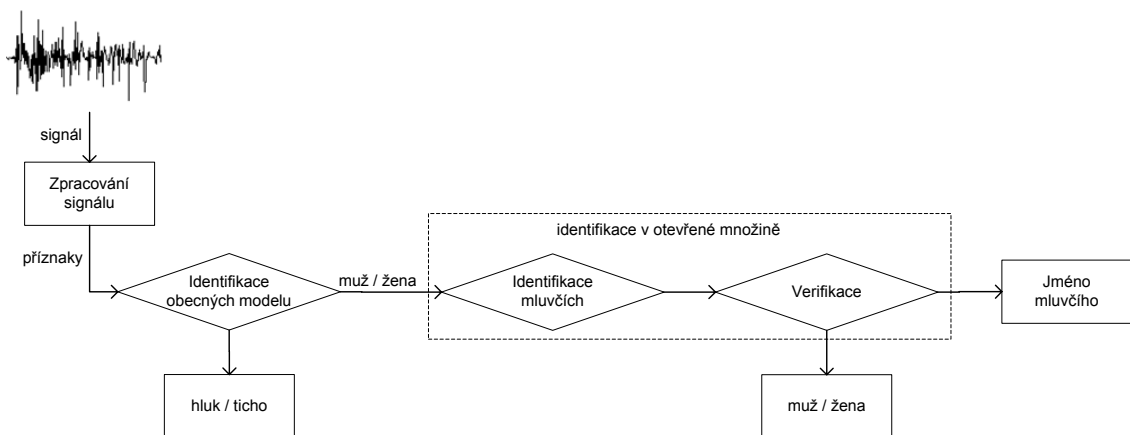 signál
Zpracování
signálu
příznaky
identifikace v otevřené množině
Identifikace
obecných modelu
muž / žena
Identifikace
mluvčích
Verifikace
Jméno
mluvčího
hluk / ticho
muž / žena